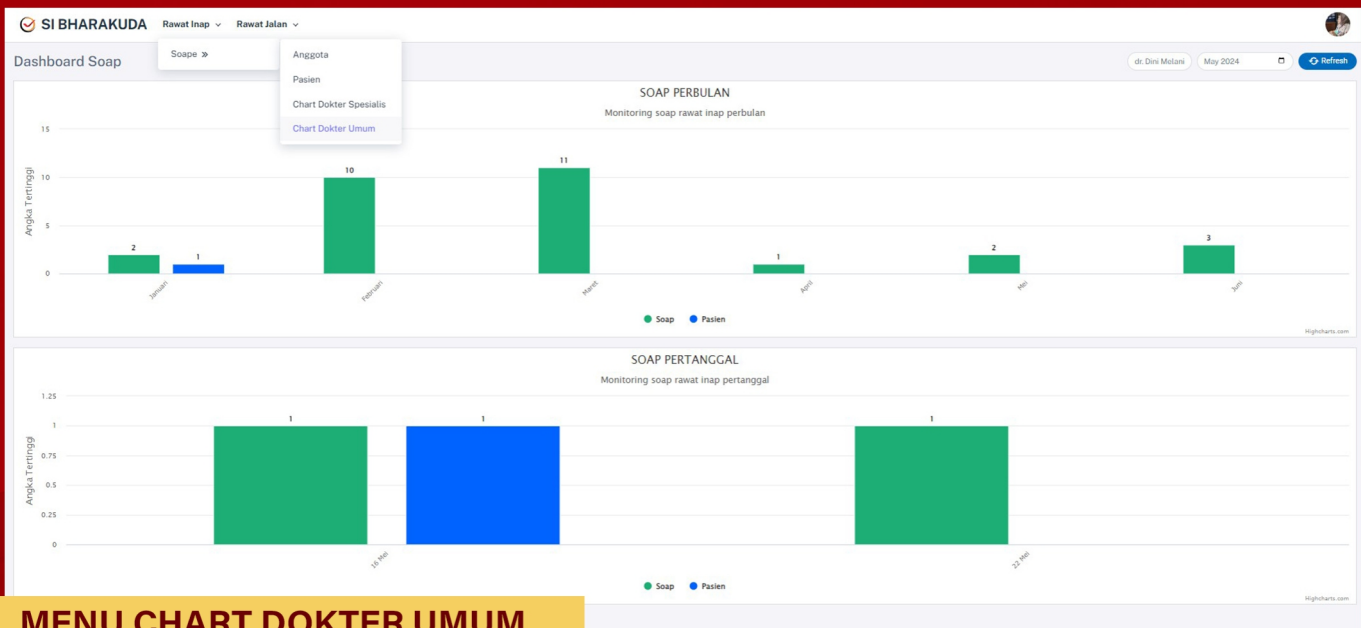 SI BHARAKUDA Rawat Inap Rawat Jalan
Soape »
Anggota
Pasien
Chart Dokter Spesialis
Chart Dokter Umum
Dashboard Soap
dr. Dini Melani May 2024 Refresh
SOAP PERBULAN
Monitoring soap rawat inap perbulan
Angka Tertinggi
15
10
5
0
2 1 10 11 1 2 3
Januari Februari Maret April Mei Juni
Soap Pasien
Highcharts.com
SOAP PERTANGGAL
Monitoring soap rawat inap pertanggal
Angka Tertinggi
1.25
1
0.75
0.5
0.25
0
1 1 1
16 Mei 22 Mei
Soap Pasien
Highcharts.com
MENU CHART DOKTER UMUM